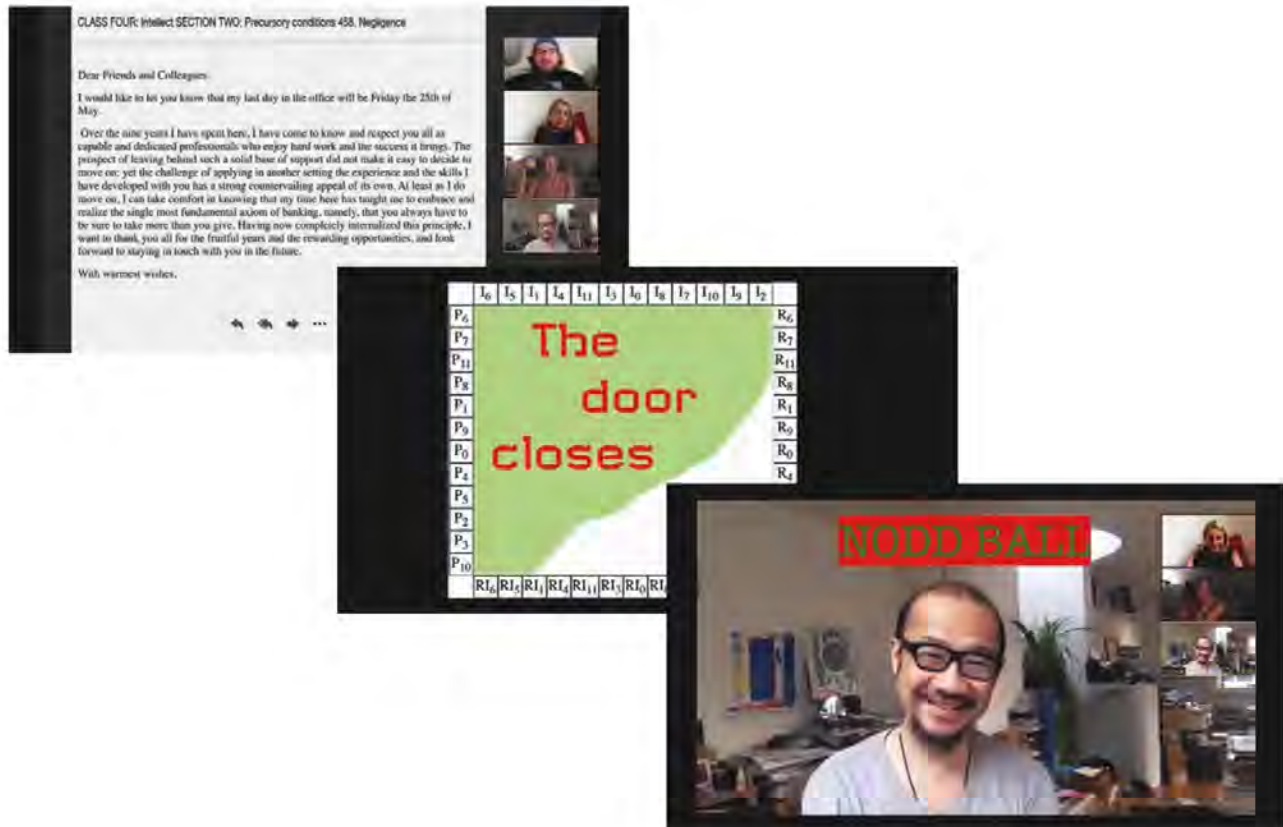 CLASS FOUR: Intellect SECTION TWO: Precursory conditions 458. Negligence
Dear Friends and Colleagues.
I would like to let you know that my last day in the office will be Friday the 25th of
May.
Over the nine years I have spent here, I have come to know and respect you all as
capable and dedicated professionals who enjoy hard work and the success it brings. The
prospect of leaving behind such a solid base of support did not make it easy to decide to
move on: yet the challenge of applying in another setting the experience and the skills I
have developed with you has a strong countervailing appeal of its own. At least as I do
move on, I can take comfort in knowing that my time here has taught me to embrace and
realize the single most fundamental axiom of banking, namely, that you always have to
be sure to take more than you give. Having now completely internalized this principle, I
want to thank you all for the fruitful years and the rewarding opportunities, and look
forward to staying in touch with you in the future.
With warmest wishes,
I6 I5 I1 I4 I11 I3 I0 I8 I7 I10 I9 I2
P6 R6
P7 R7
P11 R11
P8 R8
P1 R1
P9 R9
P0 R0
P4 R4
P5
P2
P3
P10
RI6 RI5 RI1 RI4 RI11 RI3 RI0 RI
The
door
closes
NODD BALL